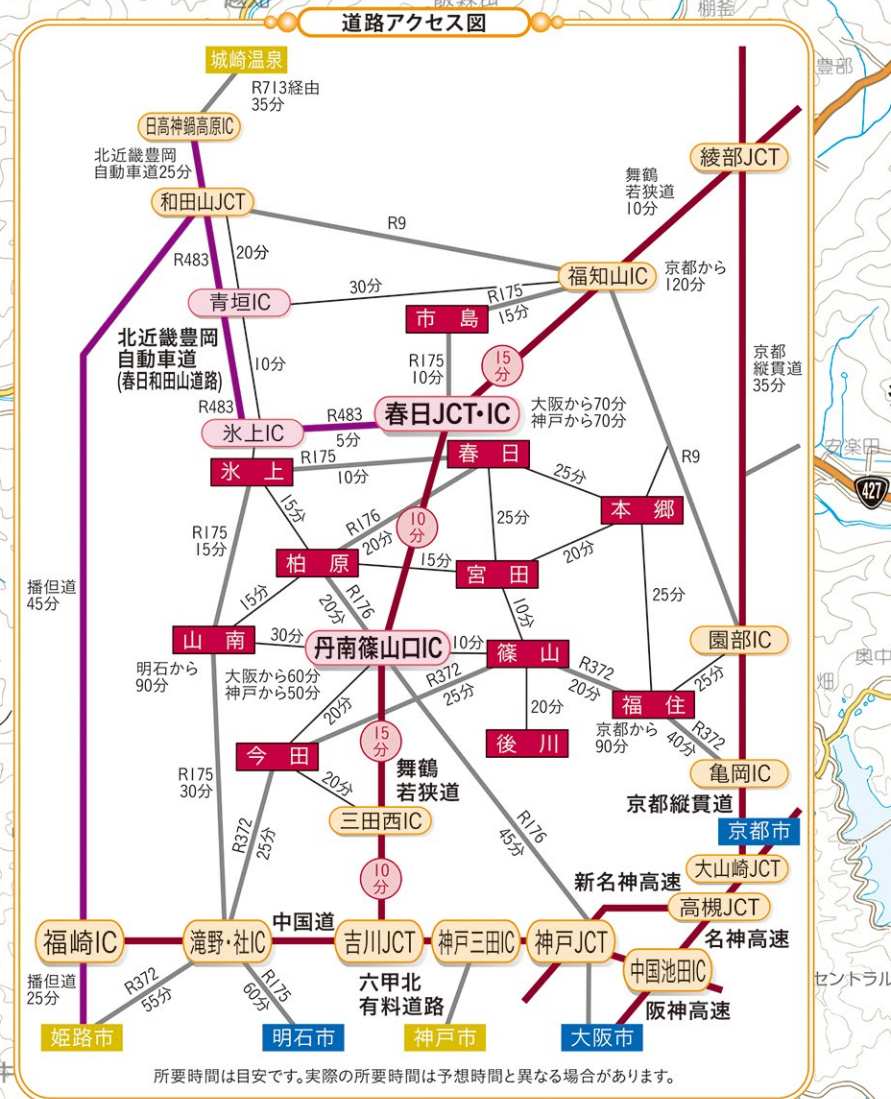 道路アクセス図
棚釜
豊部
城崎温泉
R713経由
35分
日高神鍋高原IC
北近畿豊岡
自動車道25分
和田山JCT
綾部JCT
舞鶴
若狭道
10分
R9
R483
20分
福知山IC
京都から
120分
青垣IC
30分
R175
15分
市島
北近畿豊岡
自動車道
(春日和田山道路)
10分
R175
10分
15
分
京都
縦貫道
35分
R483
氷上IC
R483
5分
春日JCT・IC
大阪から70分
神戸から70分
氷上
R175
10分
春日
25分
R9
安楽田
427
本郷
15分
R176
20分
10
分
25分
R175
15分
柏原
15分
宮田
20分
播但道
45分
15分
R176
20分
10分
25分
山南
30分
丹南篠山口IC
10分
篠山
園部IC
奥中
畑
明石から
90分
大阪から60分
神戸から50分
R372
25分
R372
20分
25分
20分
20分
福住
京都から
90分
R372
40分
今田
15
分
後川
舞鶴
若狭道
亀岡IC
R175
30分
20分
京都縦貫道
三田西IC
京都市
R372
25分
R176
45分
10
分
大山崎JCT
新名神高速
高槻JCT
中国道
名神高速
福崎IC
滝野・社IC
吉川JCT
神戸三田IC
神戸JCT
中国池田IC
セントラル
播但道
25分
R372
55分
R175
60分
六甲北
有料道路
阪神高速
姫路市
明石市
神戸市
大阪市
所要時間は目安です。実際の所要時間は予想時間と異なる場合があります。